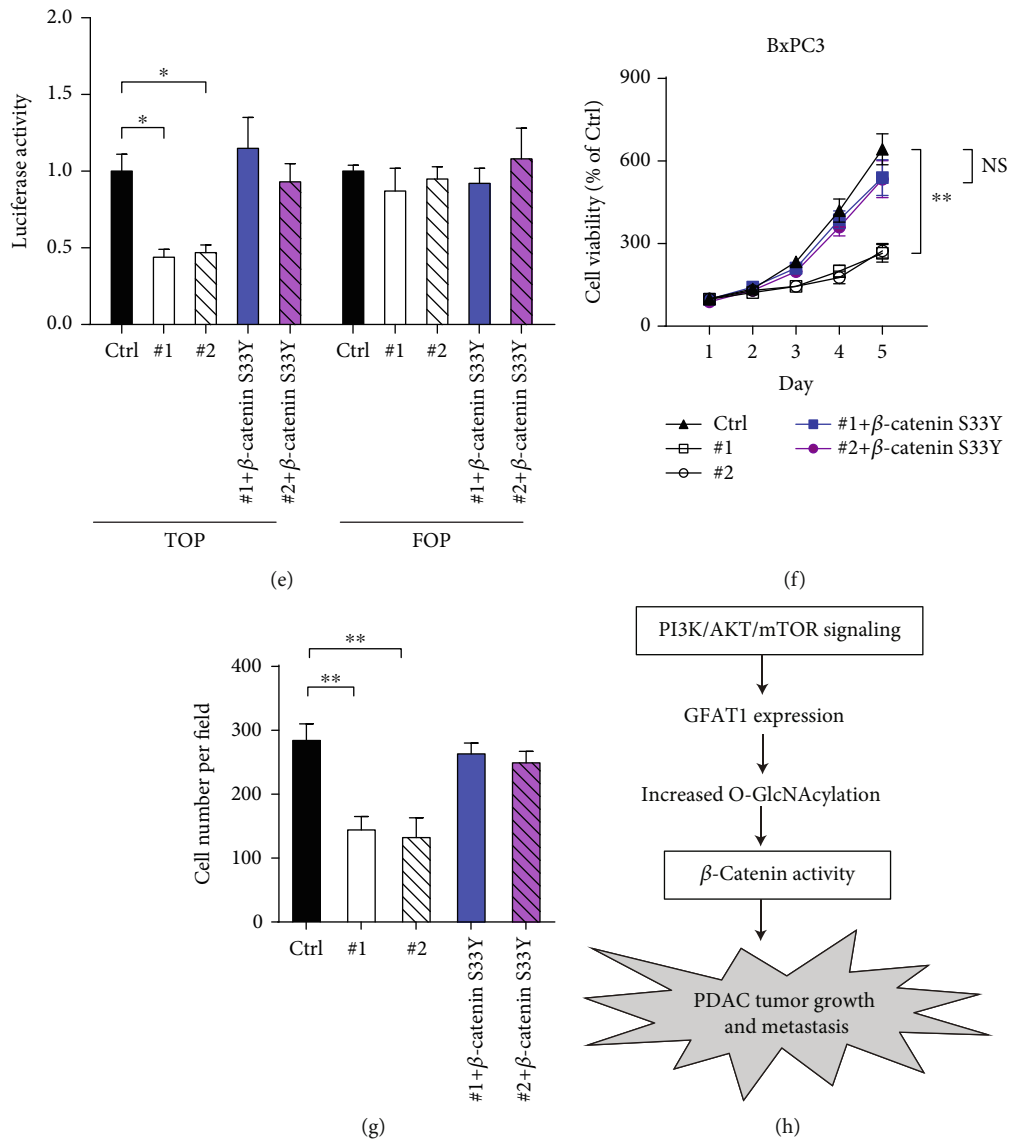 Luciferase activity
2.0
1.5
1.0
0.5
0.0
*
*
Ctrl
#1
#2
#1+β-catenin S33Y
#2+β-catenin S33Y
Ctrl
#1
#2
#1+β-catenin S33Y
#2+β-catenin S33Y
TOP
FOP
(e)
BxPC3
Cell viability (% of Ctrl)
900
600
300
0
NS
**
1 2 3 4 5
Day
Ctrl
#1
#2
#1+β-catenin S33Y
#2+β-catenin S33Y
(f)
Cell number per field
400
300
200
100
0
**
**
Ctrl
#1
#2
#1+β-catenin S33Y
#2+β-catenin S33Y
(g)
PI3K/AKT/mTOR signaling
GFAT1 expression
Increased O-GlcNAcylation
β-Catenin activity
PDAC tumor growth
and metastasis
(h)